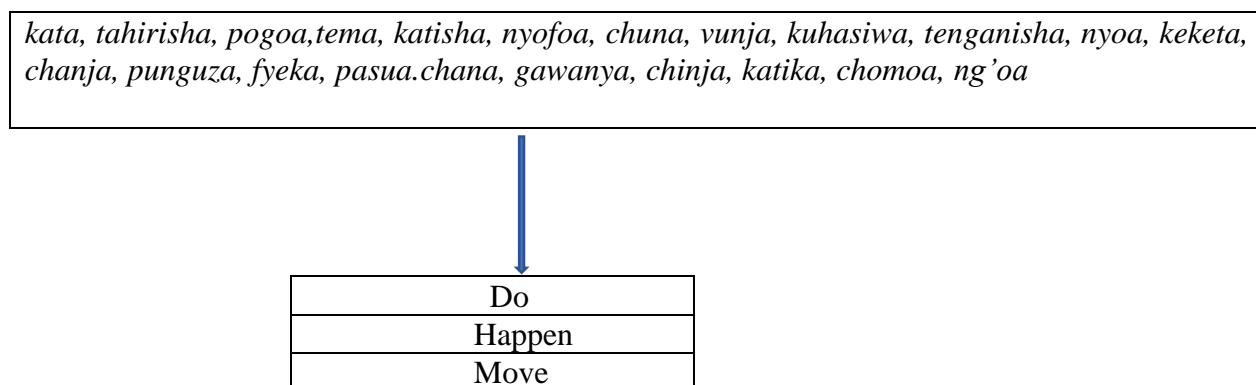 kata, tahirisha, pogoa,tema, katisha, nyofoa, chuna, vunja, kuhasiwa, tenganisha, nyoa, keketa,
chanja, punguza, fyeka, pasua.chana, gawanya, chinja, katika, chomoa, ng’oa
Do
Happen
Move